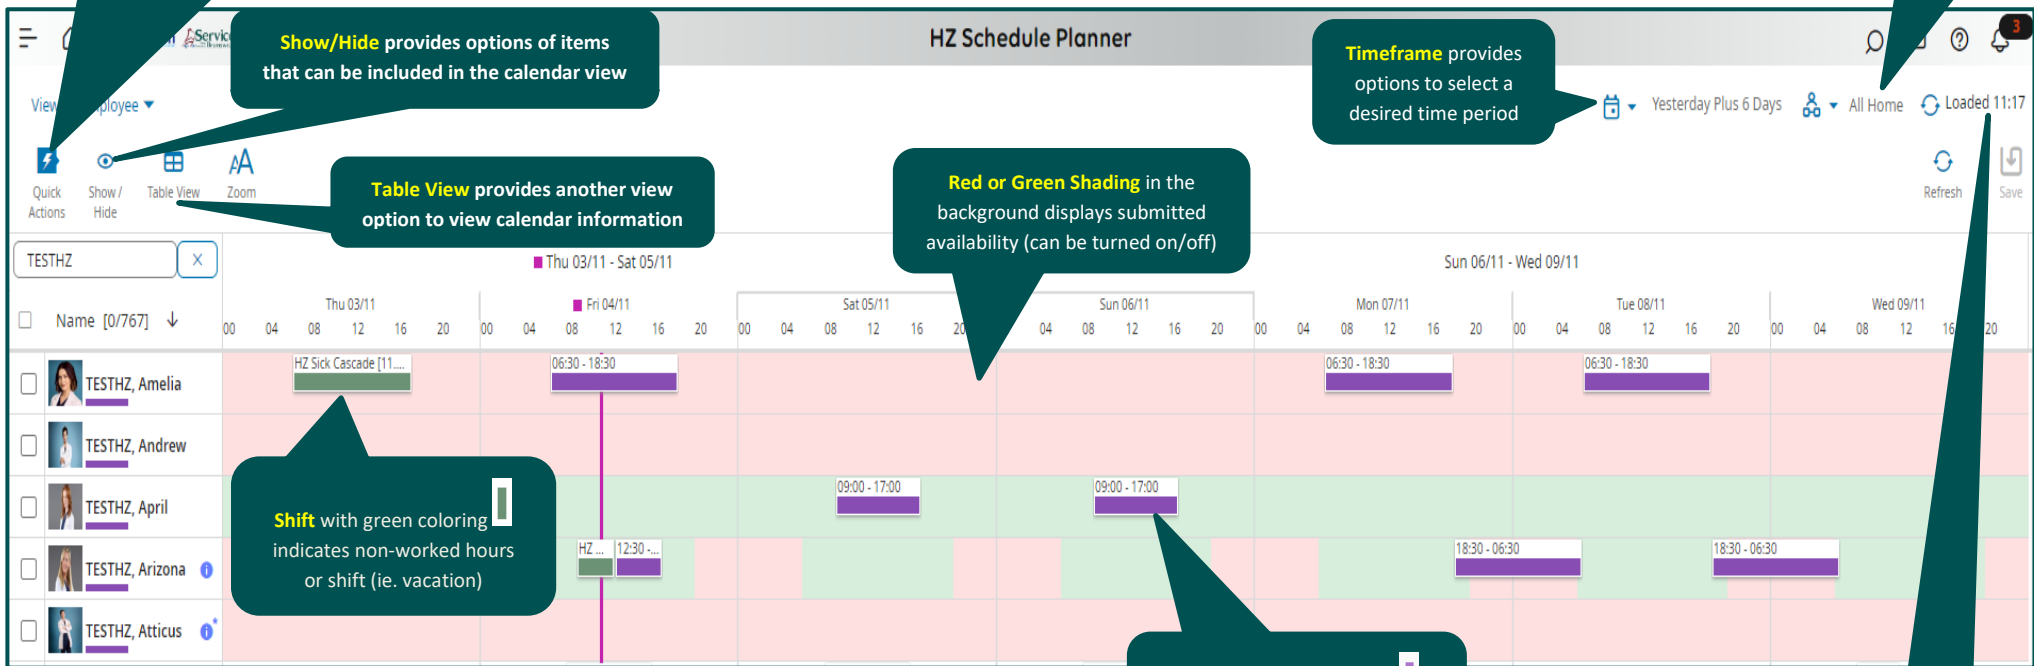 Servic
HZ Schedule Planner
3
Show/Hide provides options of items
that can be included in the calendar view
Timeframe provides
options to select a
desired time period
View
ployee
Yesterday Plus 6 Days
All Home
Loaded 11:17
Quick
Actions
Show /
Hide
Table View
Zoom
Refresh
Save
Table View provides another view
option to view calendar information
Red or Green Shading in the
background displays submitted
availability (can be turned on/off)
TESTHZ
X
Thu 03/11 - Sat 05/11
Sun 06/11 - Wed 09/11
Name [0/767]
Thu 03/11
Fri 04/11
Sat 05/11
Sun 06/11
Mon 07/11
Tue 08/11
Wed 09/11
00 04 08 12 16 20 00 04 08 12 16 20 00 04 08 12 16 20 04 08 12 16 20 00 04 08 12 16 20 00 04 08 12 16 20 00 04 08 12 16 20
TESTHZ, Amelia
HZ Sick Cascade [11....
06:30 - 18:30
06:30 - 18:30
06:30 - 18:30
TESTHZ, Andrew
TESTHZ, April
09:00 - 17:00
09:00 - 17:00
Shift with green coloring
indicates non-worked hours
or shift (ie. vacation)
TESTHZ, Arizona
HZ ...
12:30 -...
18:30 - 06:30
18:30 - 06:30
TESTHZ, Atticus